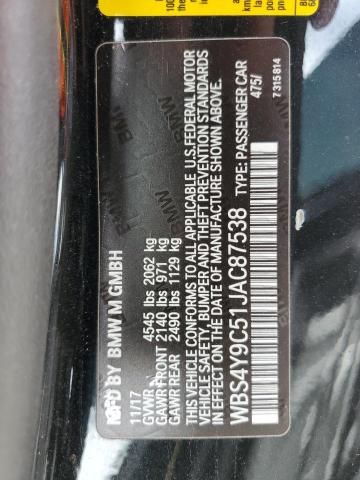 MFD BY BMW M GMBH
11/17
GVWR 4545 lbs 2062 kg
GAWR FRONT 2140 lbs 971 kg
GAWR REAR 2490 lbs 1129 kg
THIS VEHICLE CONFORMS TO ALL APPLICABLE U.S. FEDERAL MOTOR
VEHICLE SAFETY, BUMPER AND THEFT PREVENTION STANDARDS
IN EFFECT ON THE DATE OF MANUFACTURE SHOWN ABOVE.
WBS4Y9C51JAC87538 TYPE: PASSENGER CAR
475/
7315814